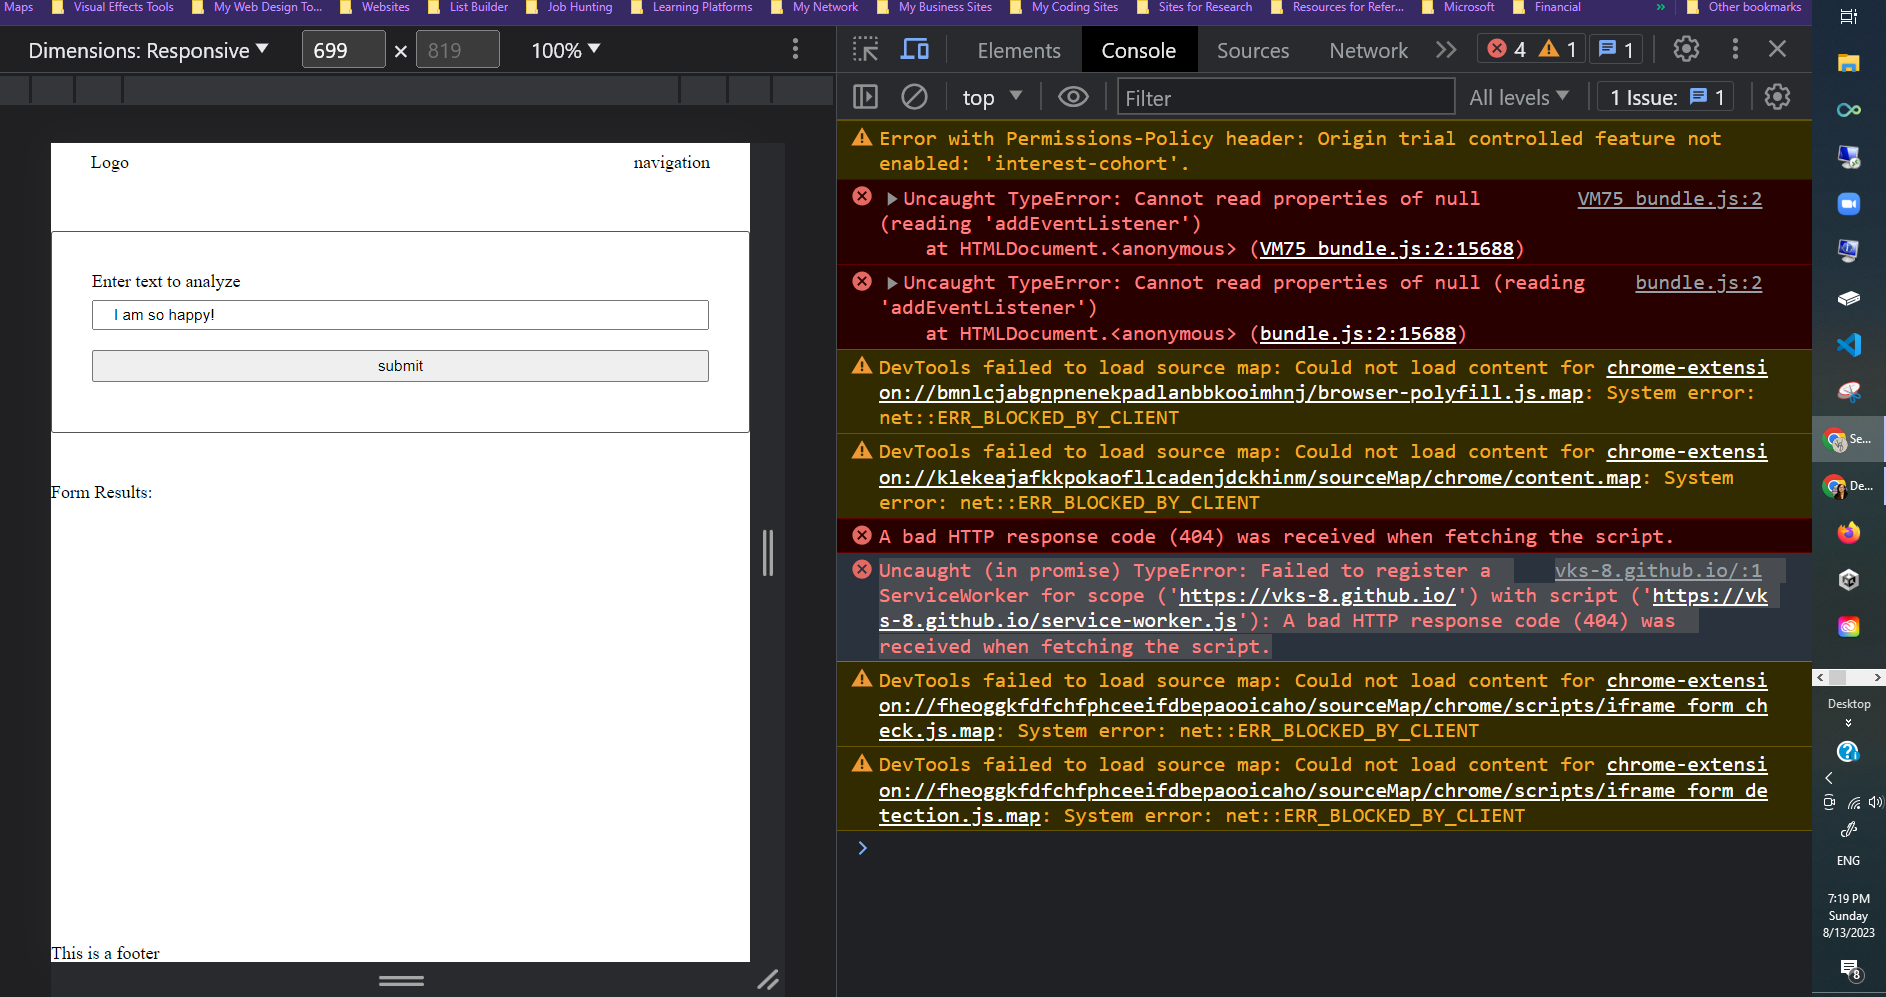 Maps Visual Effects Tools My Web Design To... Websites List Builder Job Hunting Learning Platforms My Network My Business Sites My Coding Sites Sites for Research Resources for Refer... Microsoft Financial » Other bookmarks
Dimensions: Responsive ▼ 699 × 819 100% ▼
Elements Console Sources Network 4 1 1
top ▼ Filter All levels ▼ 1 Issue: 1
Logo navigation
Enter text to analyze
I am so happy!
submit
Form Results:
This is a footer
Error with Permissions-Policy header: Origin trial controlled feature not
enabled: 'interest-cohort'.
Uncaught TypeError: Cannot read properties of null VM75 bundle.js:2
(reading 'addEventListener')
at HTMLDocument.<anonymous> (VM75 bundle.js:2:15688)
Uncaught TypeError: Cannot read properties of null (reading bundle.js:2
'addEventListener')
at HTMLDocument.<anonymous> (bundle.js:2:15688)
DevTools failed to load source map: Could not load content for chrome-extensi
on://bmnlcjabgnpnenekpadlanbbkooimhnj/browser-polyfill.js.map: System error:
net::ERR_BLOCKED_BY_CLIENT
DevTools failed to load source map: Could not load content for chrome-extensi
on://klekeajafkkpokaofllcadenjdckhinm/sourceMap/chrome/content.map: System
error: net::ERR_BLOCKED_BY_CLIENT
A bad HTTP response code (404) was received when fetching the script.
Uncaught (in promise) TypeError: Failed to register a vks-8.github.io/:1
ServiceWorker for scope ('https://vks-8.github.io/') with script ('https://vk
s-8.github.io/service-worker.js'): A bad HTTP response code (404) was
received when fetching the script.
DevTools failed to load source map: Could not load content for chrome-extensi
on://fheoggkfdfchfphceeifdbepaooicaho/sourceMap/chrome/scripts/iframe_form_ch
eck.js.map: System error: net::ERR_BLOCKED_BY_CLIENT
DevTools failed to load source map: Could not load content for chrome-extensi
on://fheoggkfdfchfphceeifdbepaooicaho/sourceMap/chrome/scripts/iframe_form_de
tection.js.map: System error: net::ERR_BLOCKED_BY_CLIENT
Se...
De...
Desktop
ENG
7:19 PM
Sunday
8/13/2023
8